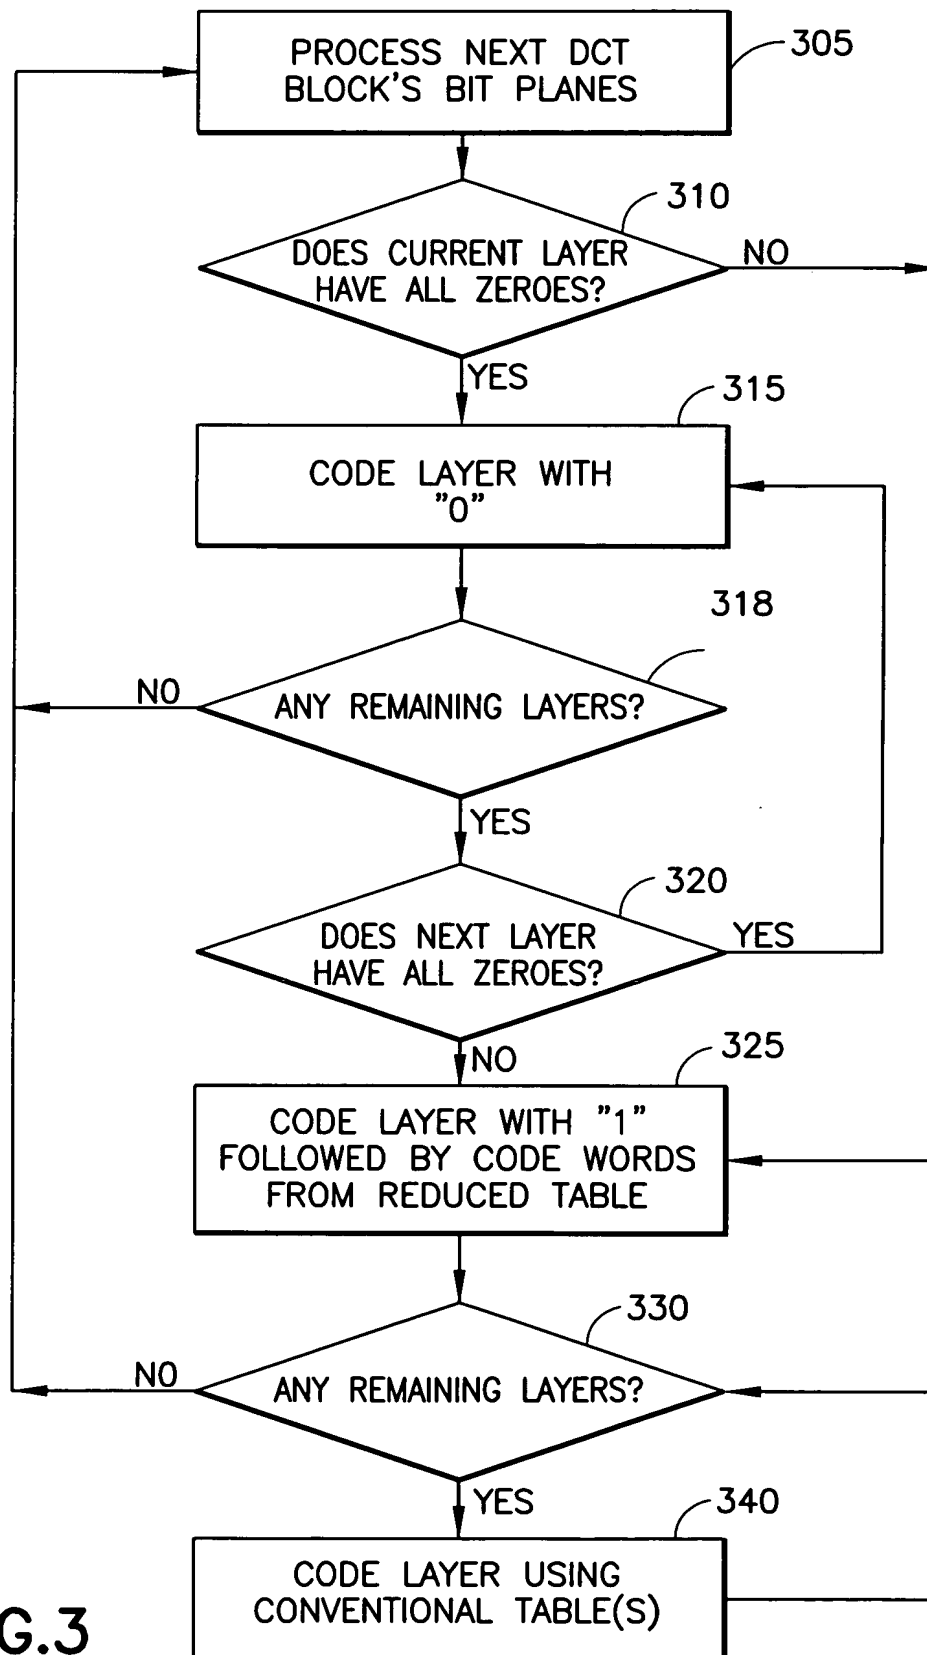 PROCESS NEXT DCT
BLOCK'S BIT PLANES
305
310
DOES CURRENT LAYER
HAVE ALL ZEROES?
NO
YES
315
CODE LAYER WITH
"0"
318
ANY REMAINING LAYERS?
NO
YES
320
DOES NEXT LAYER
HAVE ALL ZEROES?
YES
NO
325
CODE LAYER WITH "1"
FOLLOWED BY CODE WORDS
FROM REDUCED TABLE
330
ANY REMAINING LAYERS?
NO
YES
340
CODE LAYER USING
CONVENTIONAL TABLE(S)
G.3